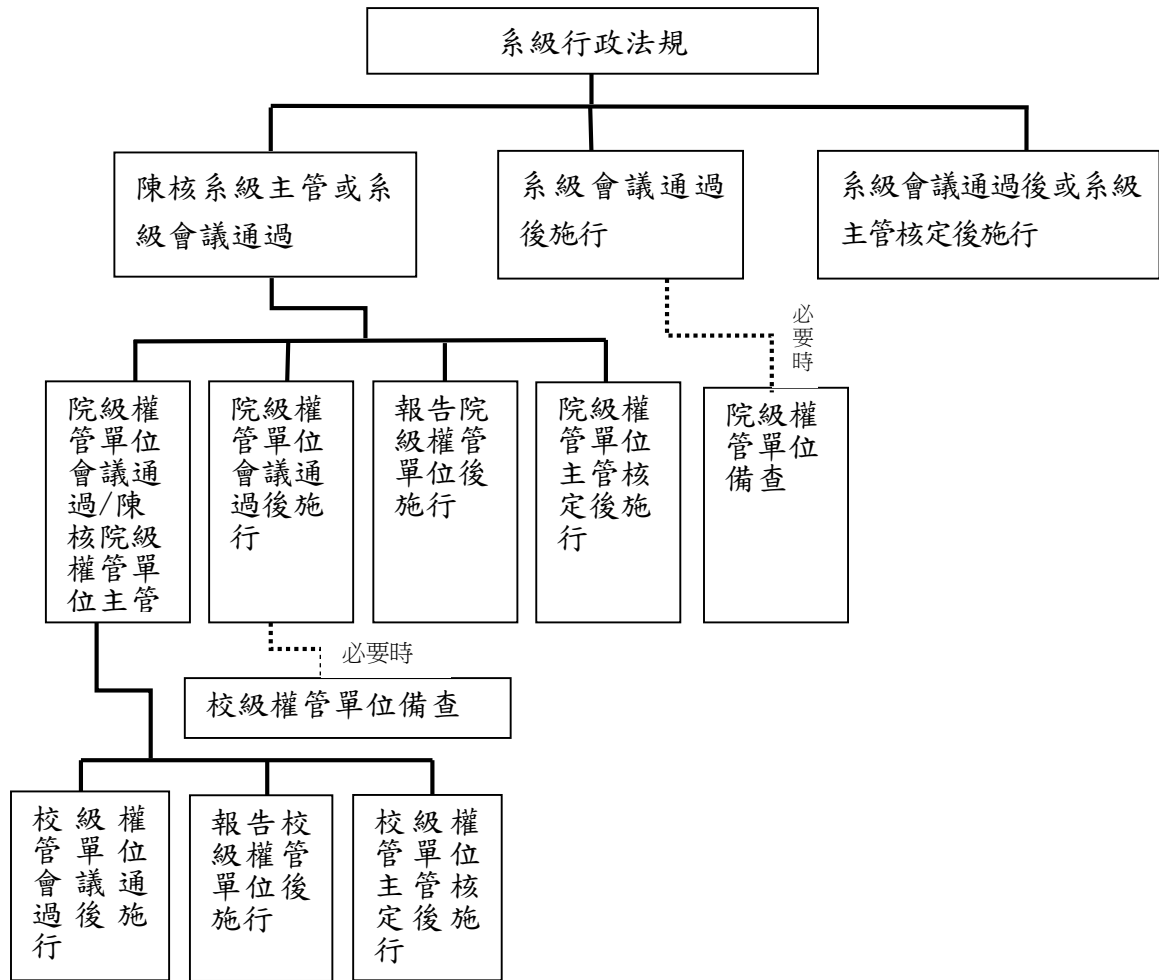 系級行政法規
陳核系級主管或系
級會議通過
系級會議通過
後施行
系級會議通過後或系級
主管核定後施行
必
要
時
院級權
管單位
會議通
過/陳
核院級
權管單
位主管
院級權
管單位
會議通
過後施
行
報告院
級權管
單位後
施行
院級權
管單位
主管核
定後施
行
院級權
管單位
備查
必要時
校級權管單位備查
校級權
管單位
會議通
過後施
行
報告校
級權管
單位後
施行
校級權
管單位
主管核
定後施
行